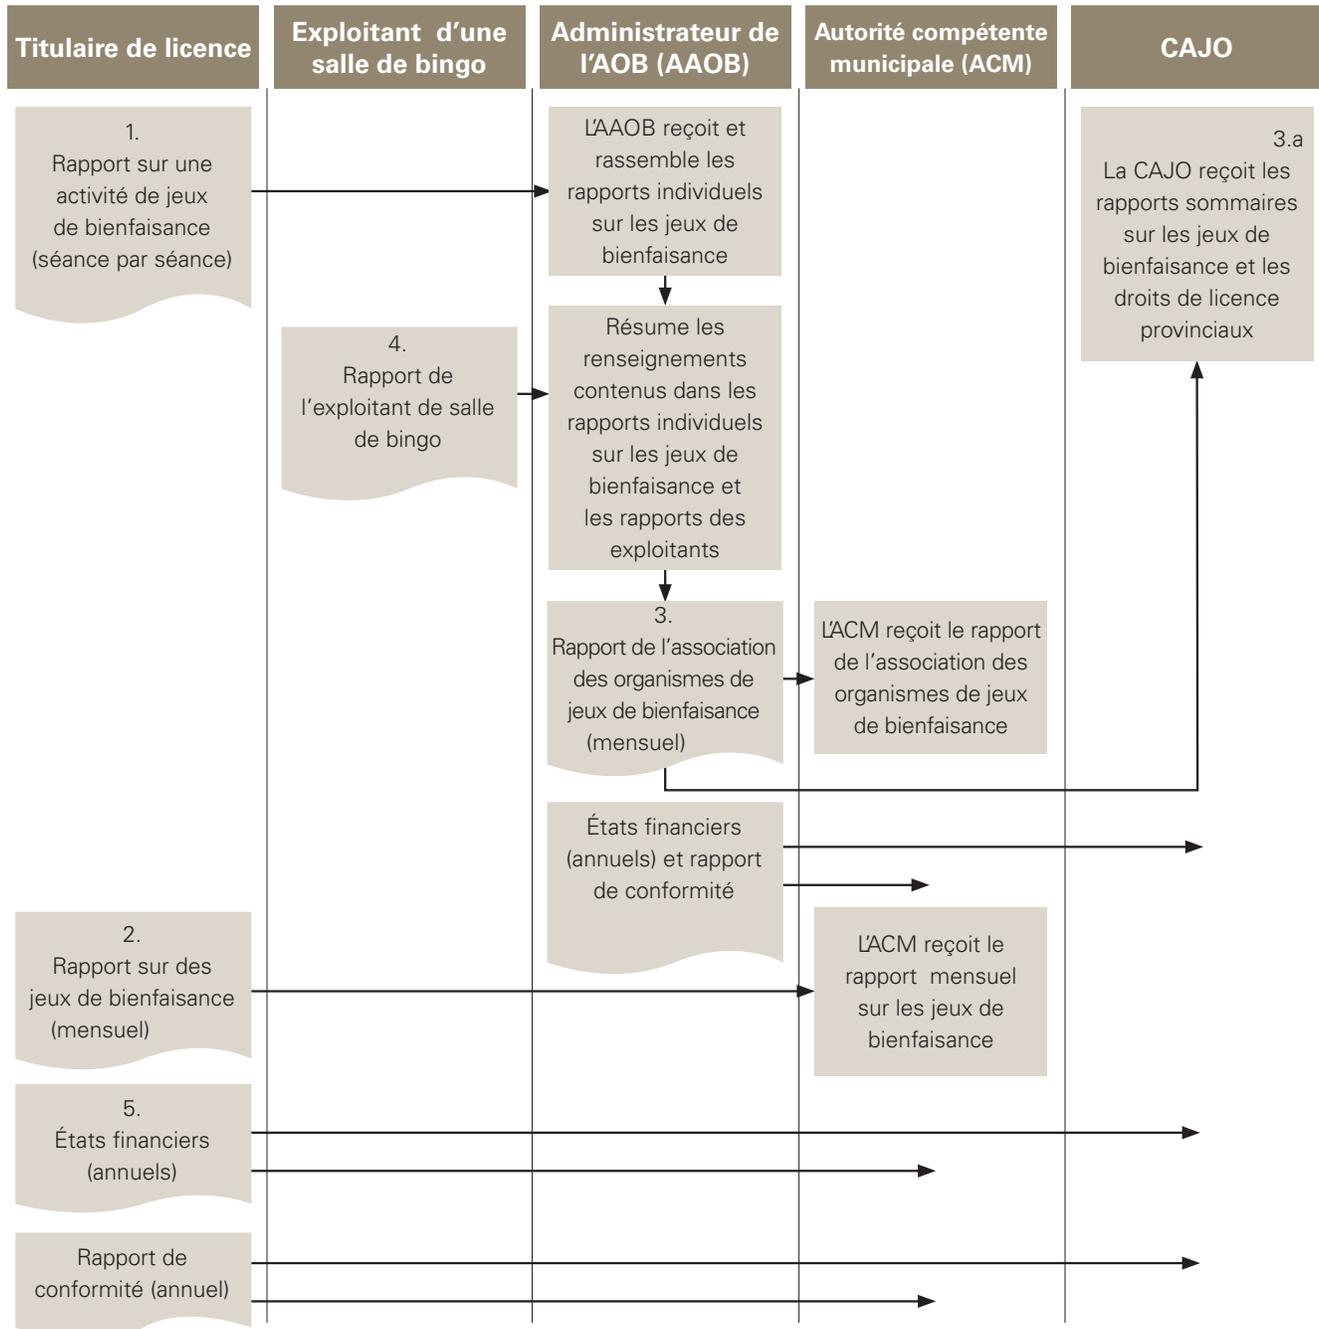 Titulaire de licence
Exploitant d'une
salle de bingo
Administrateur de
l'AOB (AAOB)
Autorité compétente
municipale (ACM)
CAJO
1.
Rapport sur une
activité de jeux
de bienfaisance
(séance par séance)
L'AAOB reçoit et
rassemble les
rapports individuels
sur les jeux de
bienfaisance
3.a
La CAJO reçoit les
rapports sommaires
sur les jeux de
bienfaisance et les
droits de licence
provinciaux
4.
Rapport de
l'exploitant de salle
de bingo
Résume les
renseignements
contenus dans les
rapports individuels
sur les jeux de
bienfaisance et
les rapports des
exploitants
3.
Rapport de l'association
des organismes de
jeux de bienfaisance
(mensuel)
L'ACM reçoit le rapport
de l'association des
organismes de jeux
de bienfaisance
États financiers
(annuels) et rapport
de conformité
2.
Rapport sur des
jeux de bienfaisance
(mensuel)
L'ACM reçoit le
rapport mensuel
sur les jeux de
bienfaisance
5.
États financiers
(annuels)
Rapport de
conformité (annuel)